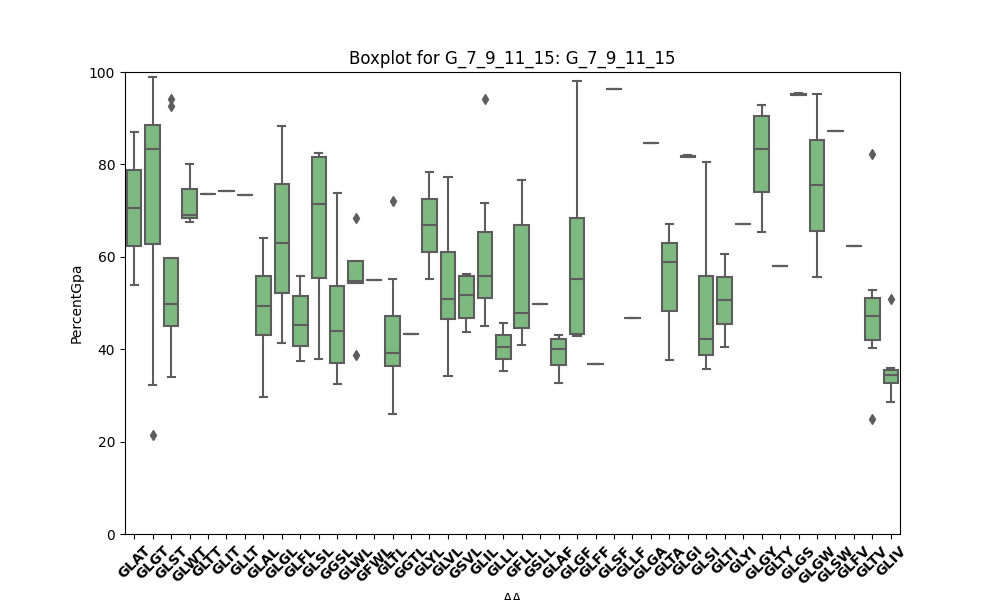 Boxplot for G_7_9_11_15: G_7_9_11_15
PercentGpa
100
80
60
40
20
0
GLAT
GLGT
GLST
GLWT
GLTT
GLIT
GLLT
GLAL
GLGL
GLFL
GLSL
GGSL
GLWL
GFWL
GLTL
GGTL
GLYL
GLVL
GSVL
GLIL
GLLL
GFLL
GSLL
GLAF
GLGF
GLFF
GLSF
GLLF
GLGA
GLTA
GLGI
GLSI
GLTI
GLYI
GLGY
GLTY
GLGS
GLGW
GLSW
GLFV
GLTV
GLIV
AA